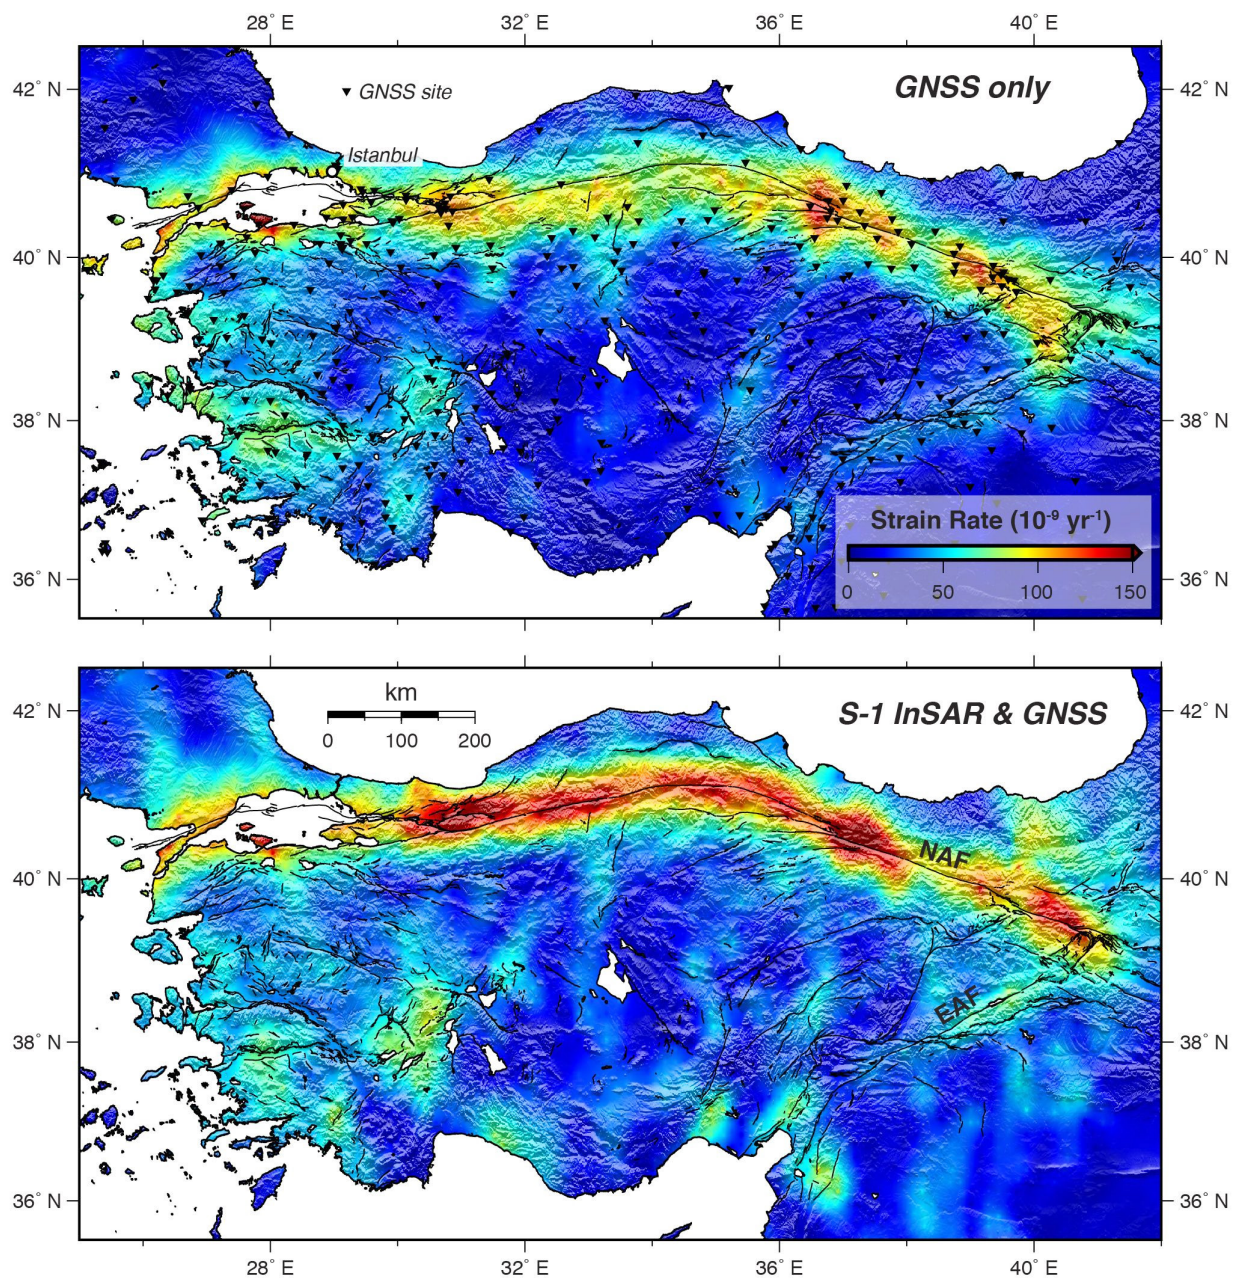 28° E 32° E 36° E 40° E
42° N 42° N
GNSS only
GNSS site
Istanbul
40° N 40° N
38° N 38° N
Strain Rate (10⁻⁹ yr⁻¹)
36° N 36° N
0 50 100 150
km
S-1 InSAR & GNSS
42° N 42° N
0 100 200
NAF
40° N 40° N
EAF
38° N 38° N
36° N 36° N
28° E 32° E 36° E 40° E